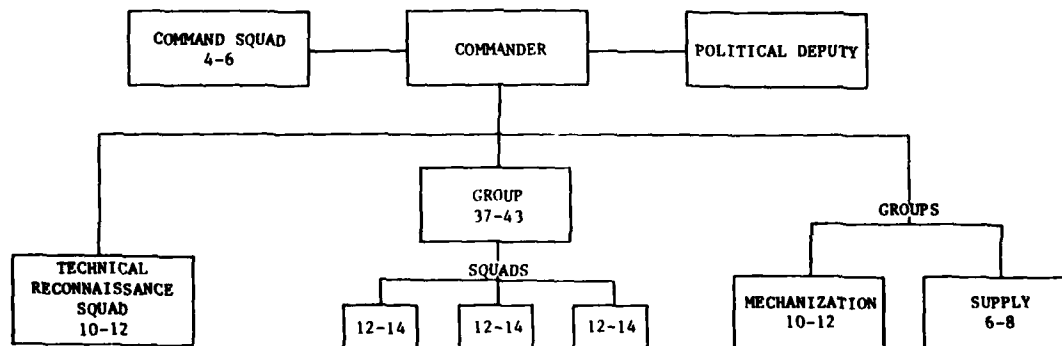 COMMAND SQUAD
4-6
COMMANDER
POLITICAL DEPUTY
GROUP
37-43
GROUPS
TECHNICAL
RECONNAISSANCE
SQUAD
10-12
SQUADS
12-14
12-14
12-14
MECHANIZATION
10-12
SUPPLY
6-8